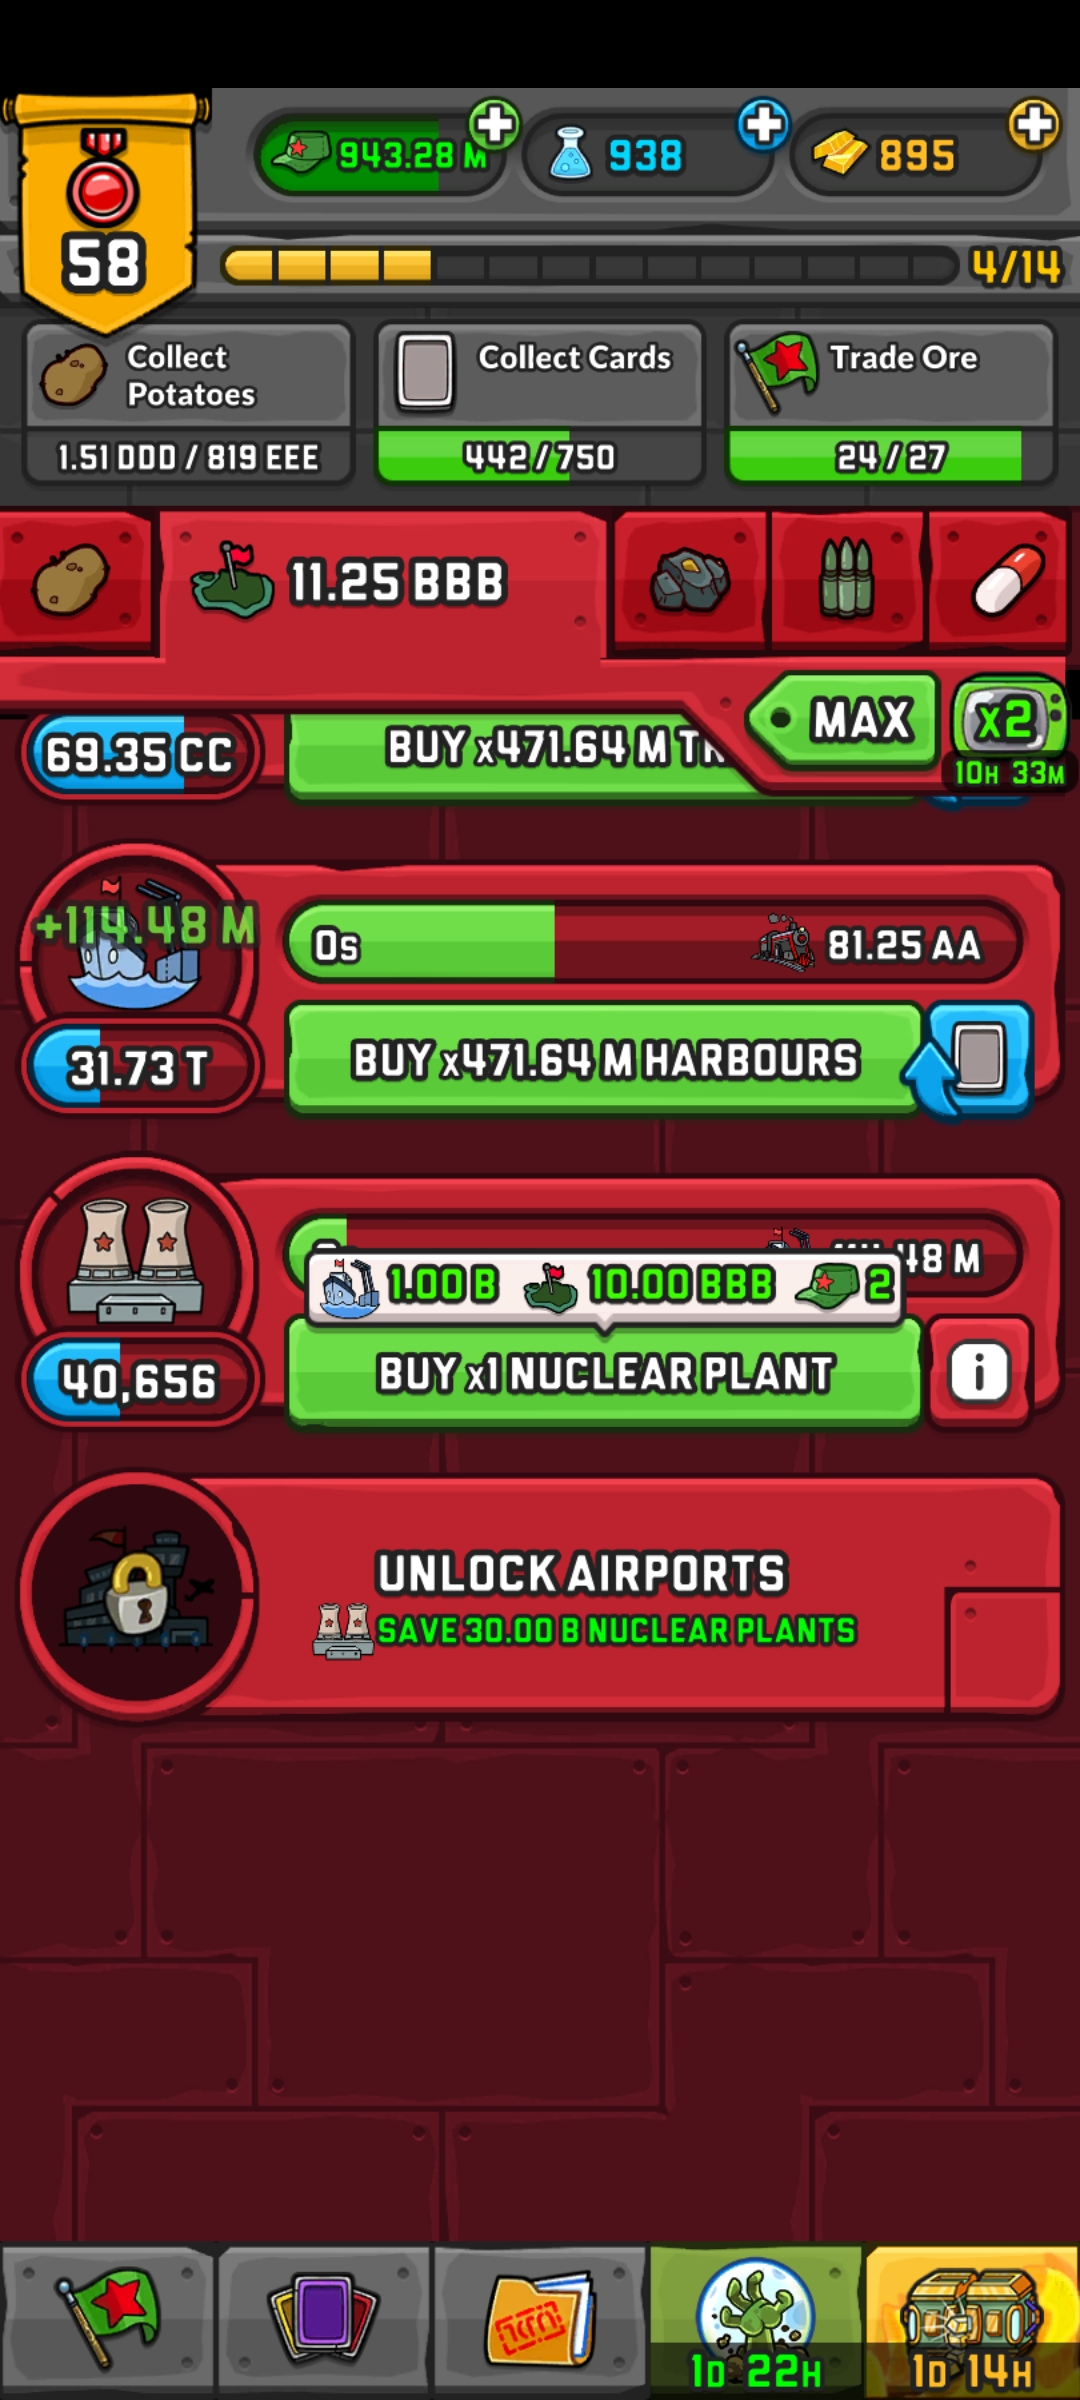 943.28 M
938
895
58
4/14
Collect
Potatoes
Collect Cards
Trade Ore
1.51 DDD / 819 EEE
442/750
24/27
11.25 BBB
MAX
x2
10H 33M
69.35 CC
BUY x471.64 M
+114.48 M
0s
81.25 AA
31.73 T
BUY x471.64 M HARBOURS
48 M
1.00 B
10.00 BBB
2
40,656
BUY x1 NUCLEAR PLANT
i
UNLOCK AIRPORTS
SAVE 30.00 B NUCLEAR PLANTS
1D 22H
1D 14H